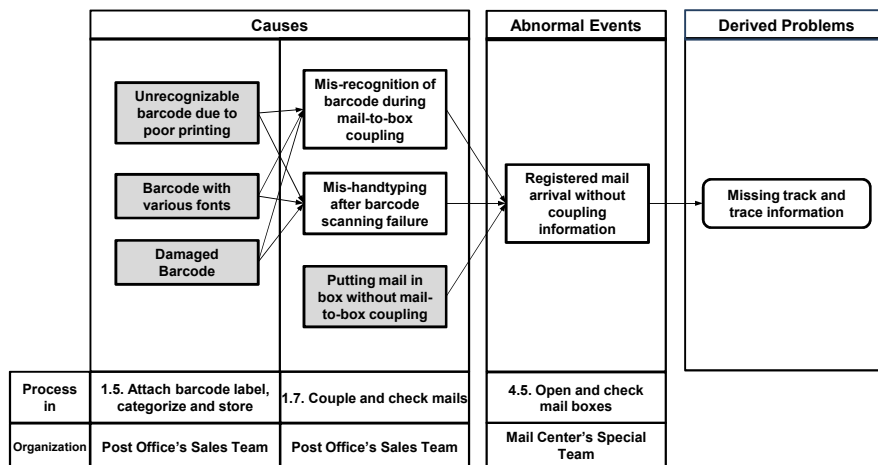 Causes
Abnormal Events
Derived Problems
Unrecognizable
barcode due to
poor printing
Barcode with
various fonts
Damaged
Barcode
Mis-recognition of
barcode during
mail-to-box
coupling
Mis-handtyping
after barcode
scanning failure
Putting mail in
box without mail-
to-box coupling
Registered mail
arrival without
coupling
information
Missing track and
trace information
Process
in
1.5. Attach barcode label,
categorize and store
1.7. Couple and check mails
4.5. Open and check
mail boxes
Organization
Post Office's Sales Team
Post Office's Sales Team
Mail Center's Special
Team